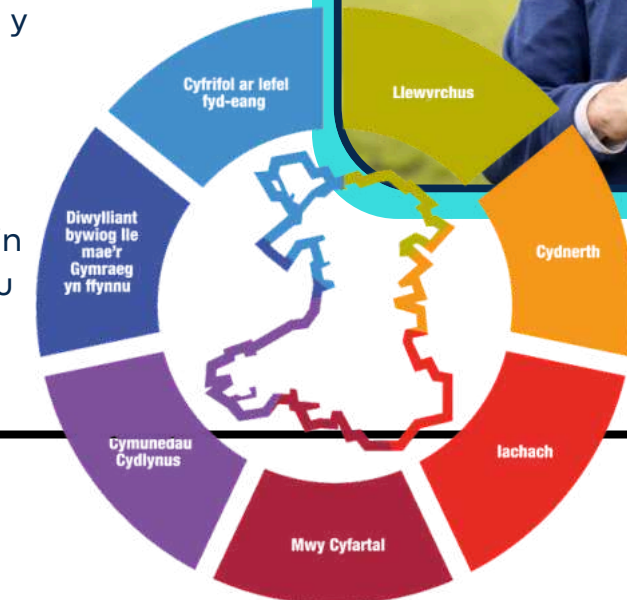 y
n
u
Cyfrifol ar lefel
fyd-eang
Llewyrchus
Cydnerth
Iachach
Mwy Cyfartal
Cymunedau
Cydlynus
Diwylliant
bywiog lle
mae'r
Gymraeg
yn ffynnu